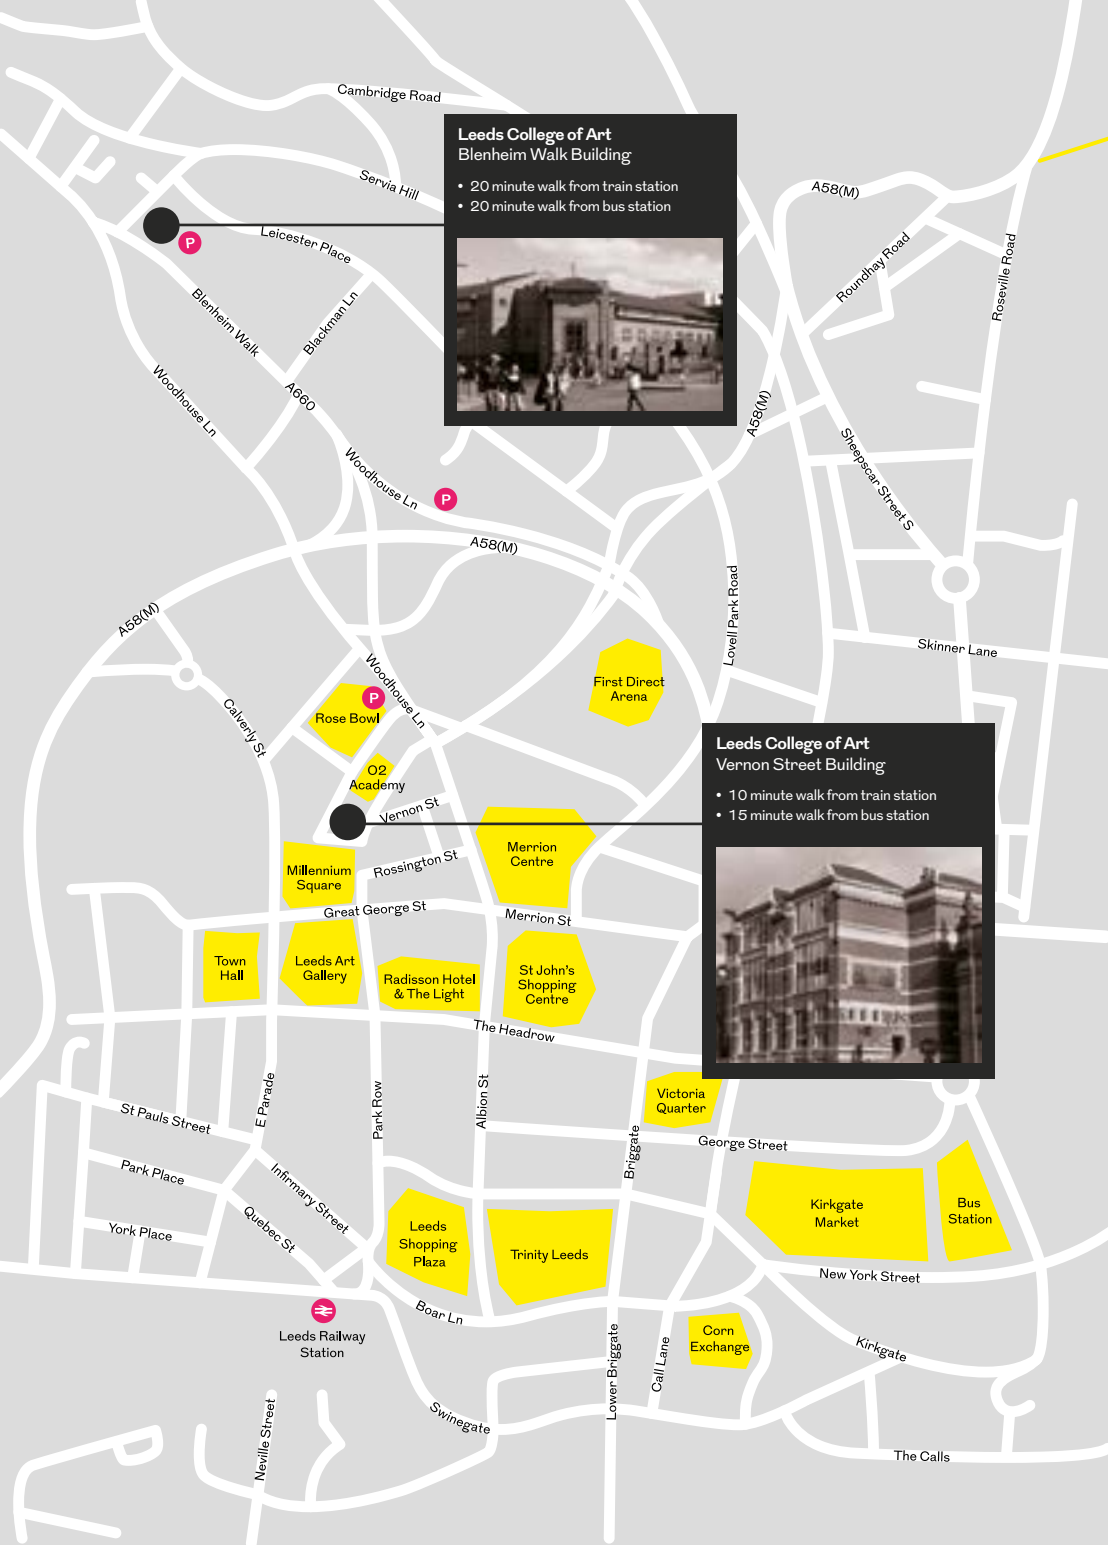 Cambridge Road
Leeds College of Art
Blenheim Walk Building
• 20 minute walk from train station
• 20 minute walk from bus station
Servia Hill
A58(M)
P
Leicester Place
Roundhay Road
Roseville Road
Blenheim Walk
Blackman Ln
Woodhouse Ln
A660
A58(M)
Sheepscar Street S
Woodhouse Ln
P
A58(M)
A58(M)
Lovell Park Road
Skinner Lane
Woodhouse Ln
First Direct
Arena
P
Rose Bowl
Calverly St
Leeds College of Art
Vernon Street Building
• 10 minute walk from train station
• 15 minute walk from bus station
O2
Academy
Vernon St
Merrion
Centre
Rossington St
Millennium
Square
Great George St
Merrion St
Town
Hall
Leeds Art
Gallery
Radisson Hotel
& The Light
St John's
Shopping
Centre
The Headrow
E Parade
Park Row
Albion St
Victoria
Quarter
St Pauls Street
George Street
Briggate
Park Place
Infirmary Street
Quebec St
York Place
Leeds
Shopping
Plaza
Trinity Leeds
Kirkgate
Market
Bus
Station
New York Street
Boar Ln
Leeds Railway
Station
Corn
Exchange
Kirkgate
Lower Briggate
Call Lane
Swinegate
Neville Street
The Calls